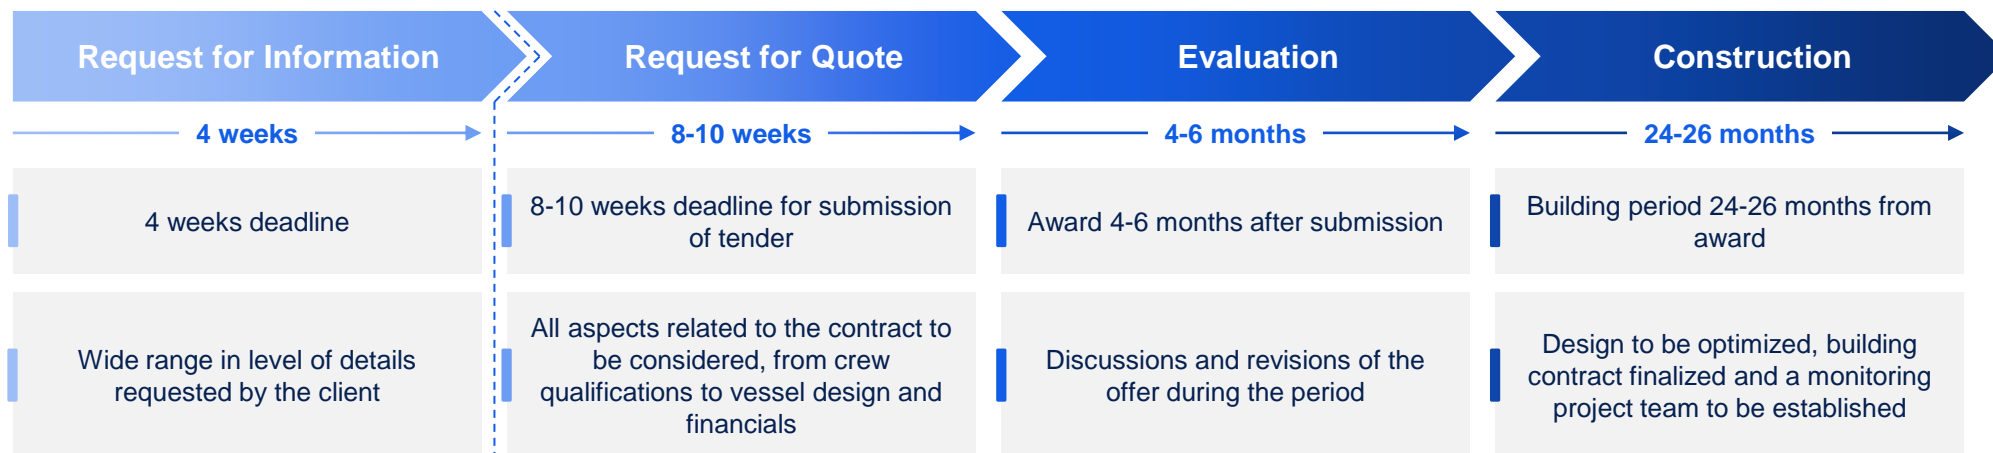 Request for Information
Request for Quote
Evaluation
Construction
4 weeks
8-10 weeks
4-6 months
24-26 months
4 weeks deadline
8-10 weeks deadline for submission
of tender
Award 4-6 months after submission
Building period 24-26 months from
award
Wide range in level of details
requested by the client
All aspects related to the contract to
be considered, from crew
qualifications to vessel design and
financials
Discussions and revisions of the
offer during the period
Design to be optimized, building
contract finalized and a monitoring
project team to be established